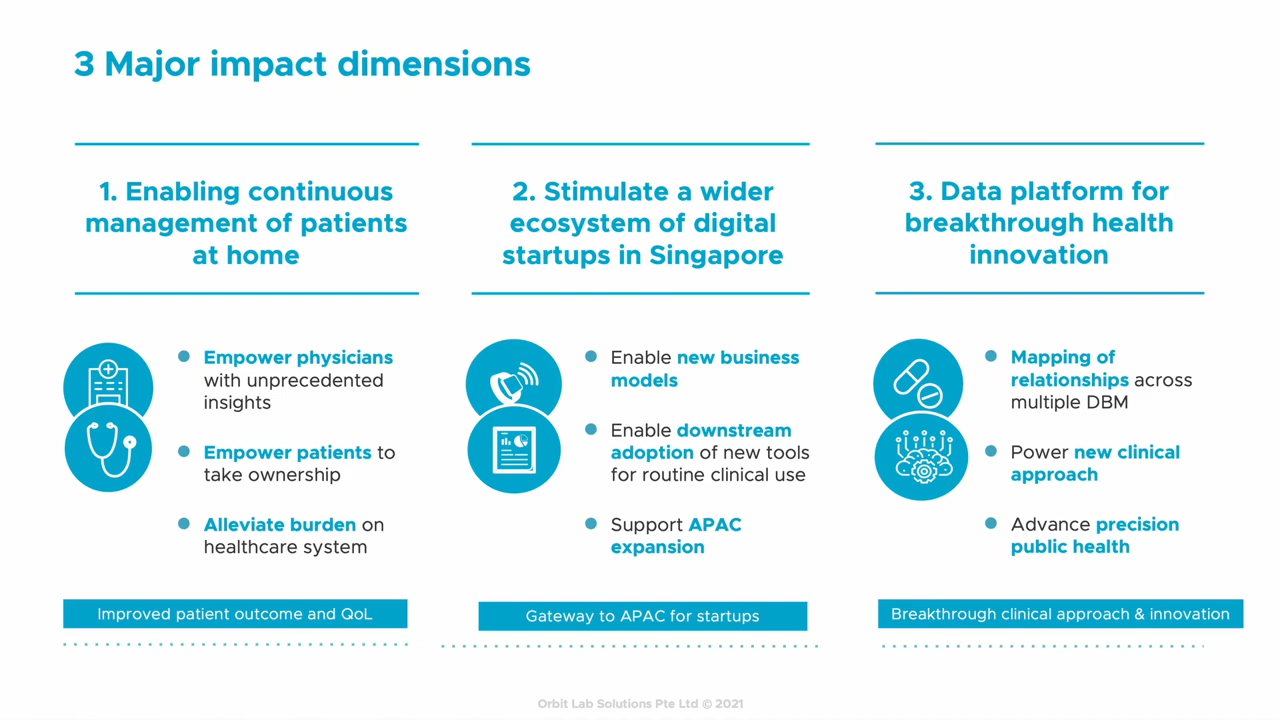 3 Major impact dimensions
1. Enabling continuous
management of patients
at home
Empower physicians
with unprecedented
insights
Empower patients to
take ownership
Alleviate burden on
healthcare system
Improved patient outcome and QoL
2. Stimulate a wider
ecosystem of digital
startups in Singapore
Enable new business
models
Enable downstream
adoption of new tools
for routine clinical use
Support APAC
expansion
Gateway to APAC for startups
3. Data platform for
breakthrough health
innovation
Mapping of
relationships across
multiple DBM
Power new clinical
approach
Advance precision
public health
Breakthrough clinical approach & innovation
Orbit Lab Solutions Pte Ltd © 2021